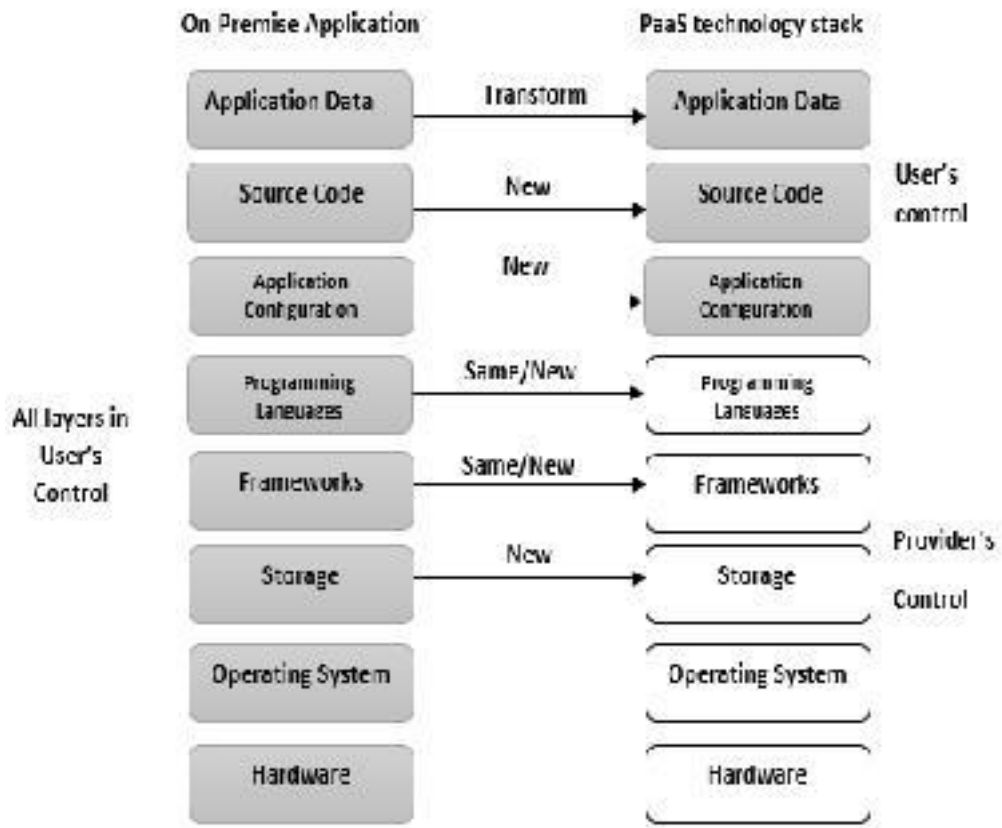 On Premise Application
PaaS technology stack
Application Data
Transform
Application Data
Source Code
New
Source Code
User's
control
Application
Configuration
New
Application
Configuration
Programming
Languages
Same/New
Programming
Languages
All layers in
User's
Control
Frameworks
Same/New
Frameworks
Storage
New
Storage
Provider's
Control
Operating System
Operating System
Hardware
Hardware